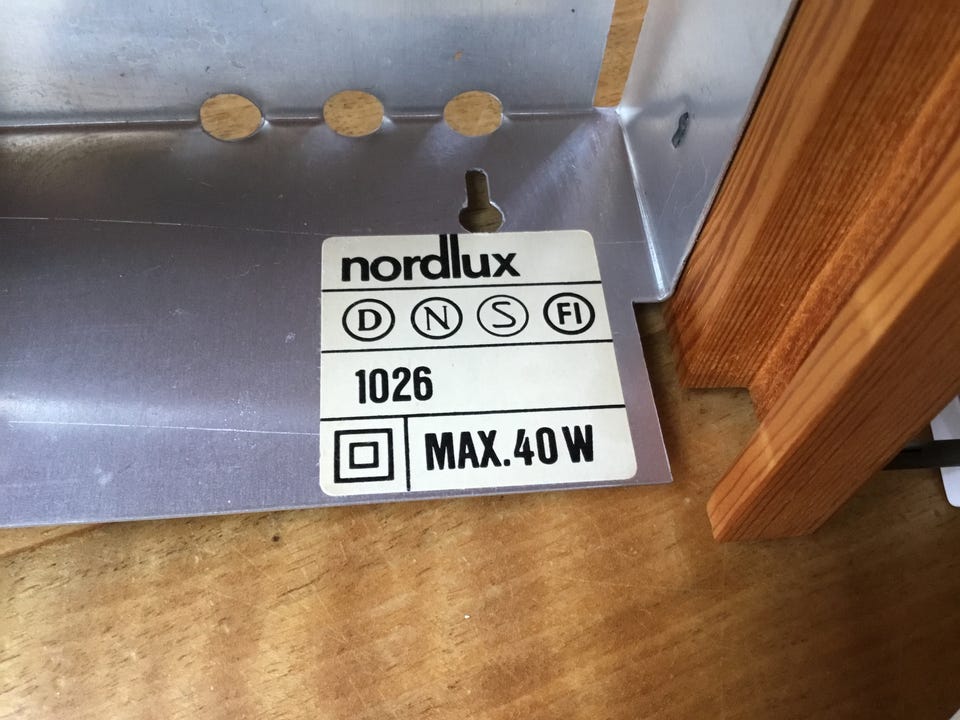 nordlux
D N S FI
1026
MAX.40W